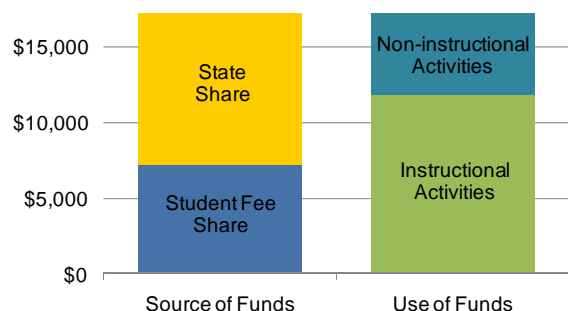 $15,000
$10,000
$5,000
$0
State
Share
Student Fee
Share
Non-instructional
Activities
Instructional
Activities
Source of Funds
Use of Funds